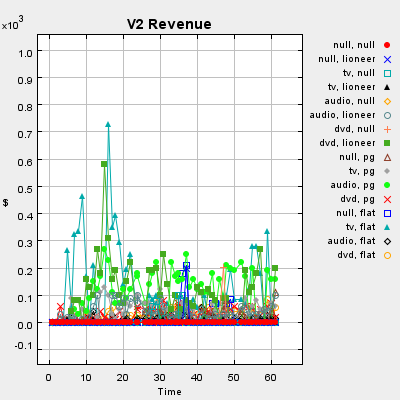 V2 Revenue
x10³
1.0
0.9
0.8
0.7
0.6
0.5
0.4
0.3
0.2
0.1
0.0
-0.1
$
0 10 20 30 40 50 60
Time
null, null
null, lioneer
tv, null
tv, lioneer
audio, null
audio, lioneer
dvd, null
dvd, lioneer
null, pg
tv, pg
audio, pg
dvd, pg
null, flat
tv, flat
audio, flat
dvd, flat